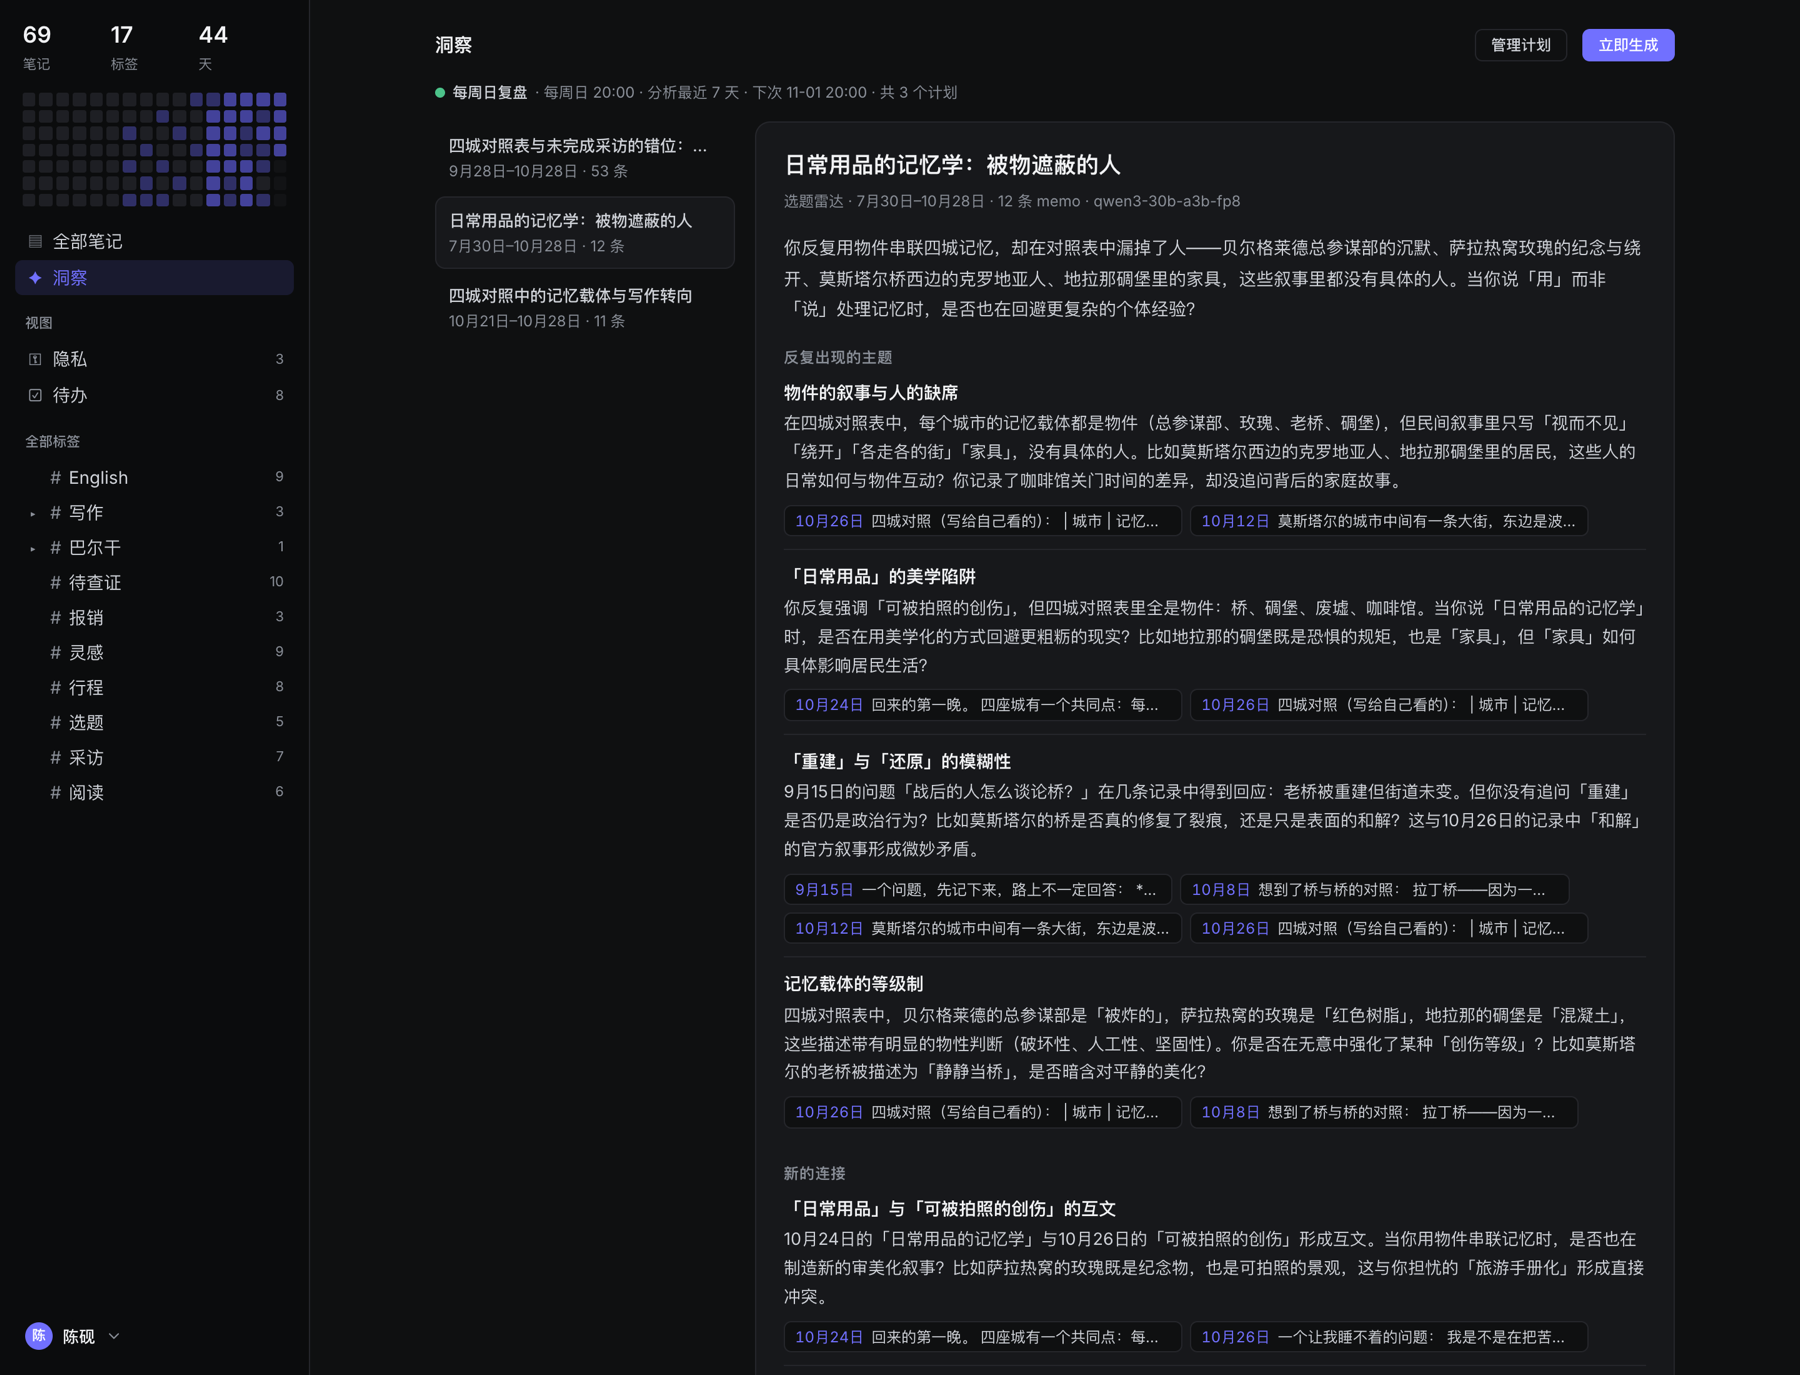 69 17 44
笔记 标签 天
全部笔记
洞察
视图
隐私 3
待办 8
全部标签
# English 9
# 写作 3
# 巴尔干 1
# 待查证 10
# 报销 3
# 灵感 9
# 行程 8
# 选题 5
# 采访 7
# 阅读 6
陈 陈砚
洞察
管理计划 立即生成
每周日复盘 · 每周日 20:00 · 分析最近 7 天 · 下次 11-01 20:00 · 共 3 个计划
四城对照表与未完成采访的错位：...
9月28日–10月28日 · 53 条
日常用品的记忆学：被物遮蔽的人
7月30日–10月28日 · 12 条
四城对照中的记忆载体与写作转向
10月21日–10月28日 · 11 条
日常用品的记忆学：被物遮蔽的人
选题雷达 · 7月30日–10月28日 · 12 条 memo · qwen3-30b-a3b-fp8
你反复用物件串联四城记忆，却在对照表中漏掉了人——贝尔格莱德总参谋部的沉默、萨拉热窝玫瑰的纪念与绕
开、莫斯塔尔桥西边的克罗地亚人、地拉那碉堡里的家具，这些叙事里都没有具体的人。当你说「用」而非
「说」处理记忆时，是否也在回避更复杂的个体经验？
反复出现的主题
物件的叙事与人的缺席
在四城对照表中，每个城市的记忆载体都是物件（总参谋部、玫瑰、老桥、碉堡），但民间叙事里只写「视而不见」
「绕开」「各走各的街」「家具」，没有具体的人。比如莫斯塔尔西边的克罗地亚人、地拉那碉堡里的居民，这些人的
日常如何与物件互动？你记录了咖啡馆关门时间的差异，却没追问背后的家庭故事。
10月26日 四城对照（写给自己看的）：| 城市 | 记忆...
10月12日 莫斯塔尔的城市中间有一条大街，东边是波...
「日常用品」的美学陷阱
你反复强调「可被拍照的创伤」，但四城对照表里全是物件：桥、碉堡、废墟、咖啡馆。当你说「日常用品的记忆学」
时，是否在用美学化的方式回避更粗粝的现实？比如地拉那的碉堡既是恐惧的规矩，也是「家具」，但「家具」如何
具体影响居民生活？
10月24日 回来的第一晚。 四座城有一个共同点：每...
10月26日 四城对照（写给自己看的）：| 城市 | 记忆...
「重建」与「还原」的模糊性
9月15日的问题「战后的人怎么谈论桥？」在几条记录中得到回应：老桥被重建但街道未变。但你没有追问「重建」
是否仍是政治行为？比如莫斯塔尔的桥是否真的修复了裂痕，还是只是表面的和解？这与10月26日的记录中「和解」
的官方叙事形成微妙矛盾。
9月15日 一个问题，先记下来，路上不一定回答： *...
10月8日 想到了桥与桥的对照： 拉丁桥——因为一...
10月12日 莫斯塔尔的城市中间有一条大街，东边是波...
10月26日 四城对照（写给自己看的）：| 城市 | 记忆...
记忆载体的等级制
四城对照表中，贝尔格莱德的总参谋部是「被炸的」，萨拉热窝的玫瑰是「红色树脂」，地拉那的碉堡是「混凝土」，
这些描述带有明显的物性判断（破坏性、人工性、坚固性）。你是否在无意中强化了某种「创伤等级」？比如莫斯塔
尔的老桥被描述为「静静当桥」，是否暗含对平静的美化？
10月26日 四城对照（写给自己看的）：| 城市 | 记忆...
10月8日 想到了桥与桥的对照： 拉丁桥——因为一...
新的连接
「日常用品」与「可被拍照的创伤」的互文
10月24日的「日常用品的记忆学」与10月26日的「可被拍照的创伤」形成互文。当你用物件串联记忆时，是否也在
制造新的审美化叙事？比如萨拉热窝的玫瑰既是纪念物，也是可拍照的景观，这与你担忧的「旅游手册化」形成直接
冲突。
10月24日 回来的第一晚。 四座城有一个共同点：每...
10月26日 一个让我睡不着的问题： 我是不是在把苦...